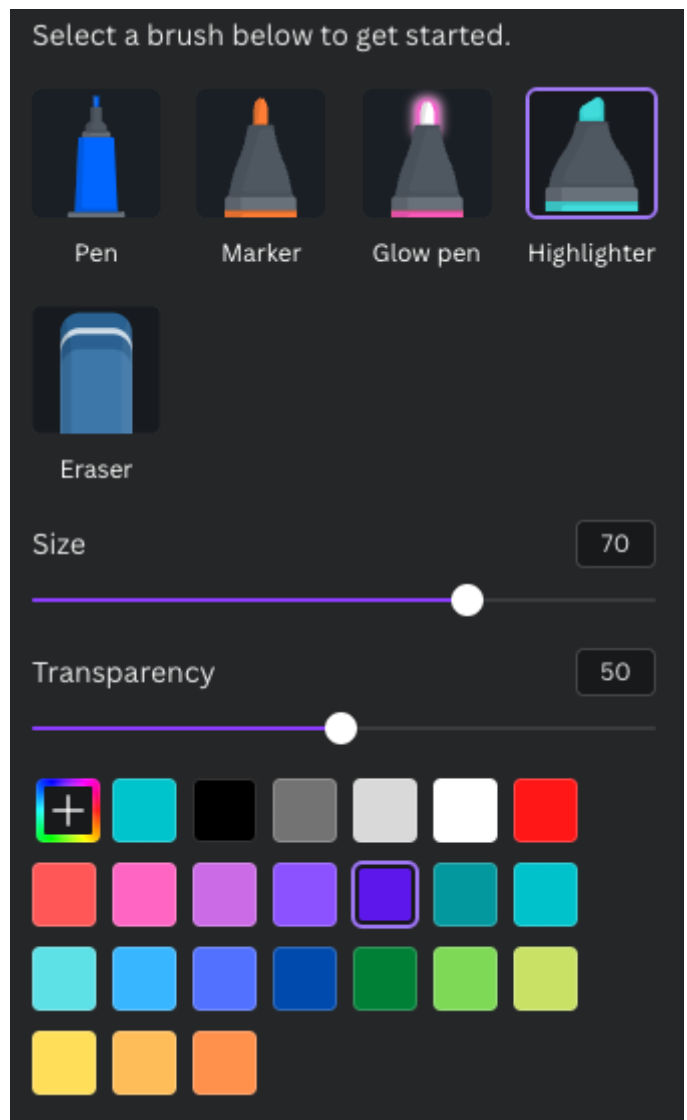 Select a brush below to get started.
Pen Marker Glow pen Highlighter
Eraser
Size 70
Transparency 50